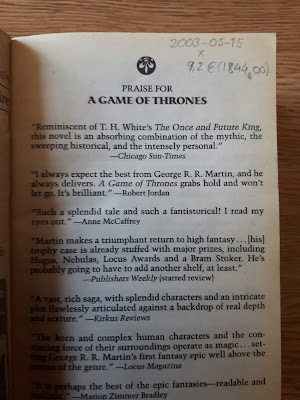 2003-05-15
x
9,2 € (1844,00)
PRAISE FOR
A GAME OF THRONES
"Reminiscent of T. H. White's The Once and Future King,
this novel is an absorbing combination of the mythic, the
sweeping historical, and the intensely personal."
—Chicago Sun-Times
"I always expect the best from George R. R. Martin, and he
always delivers. A Game of Thrones grabs hold and won't
let go. It's brilliant." —Robert Jordan
"Such a splendid tale and such a fantistorical! I read my
eyes out." —Anne McCaffrey
"Martin makes a triumphant return to high fantasy . . . [his]
trophy case is already stuffed with major prizes, including
Hugos, Nebulas, Locus Awards and a Bram Stoker. He's
probably going to have to add another shelf, at least."
—Publishers Weekly (starred review)
"A vast, rich saga, with splendid characters and an intricate
plot flawlessly articulated against a backdrop of real depth
and texture." —Kirkus Reviews
"The keen and complex human characters and the con-
vincing force of their surroundings operate as magic . . . set-
ting George R. R. Martin's first fantasy epic well above the
norms of the genre." —Locus Magazine
"It is perhaps the best of the epic fantasies—readable and
realistic." —Marion Zimmer Bradley